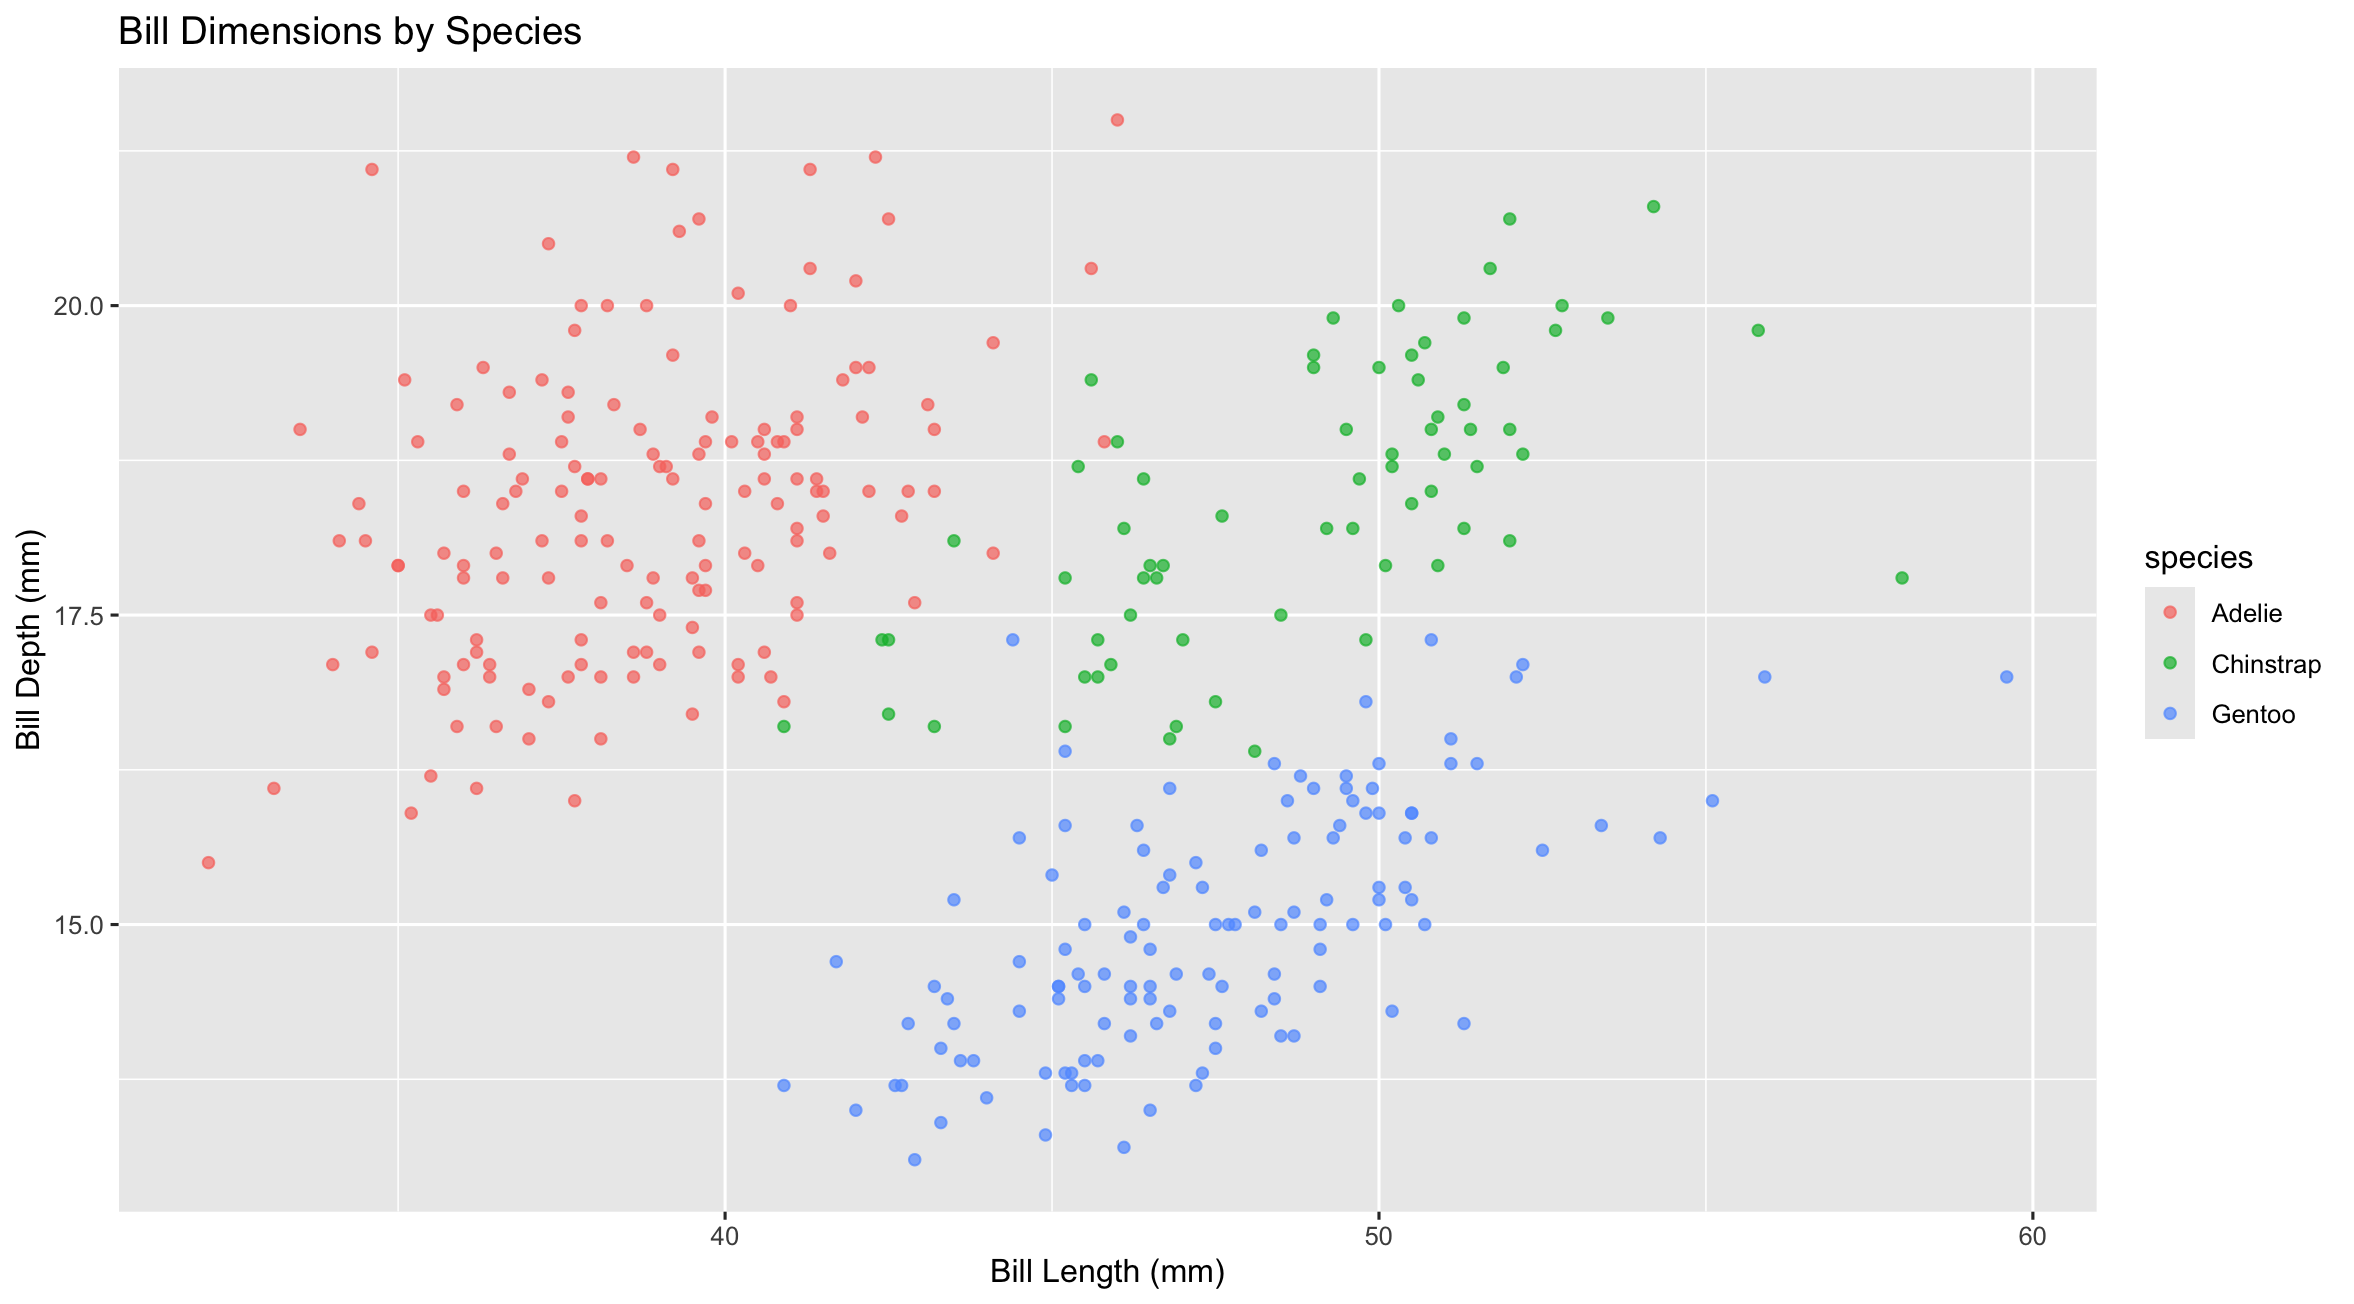 Bill Dimensions by Species
Bill Depth (mm)
20.0
17.5
15.0
40
50
60
Bill Length (mm)
species
Adelie
Chinstrap
Gentoo